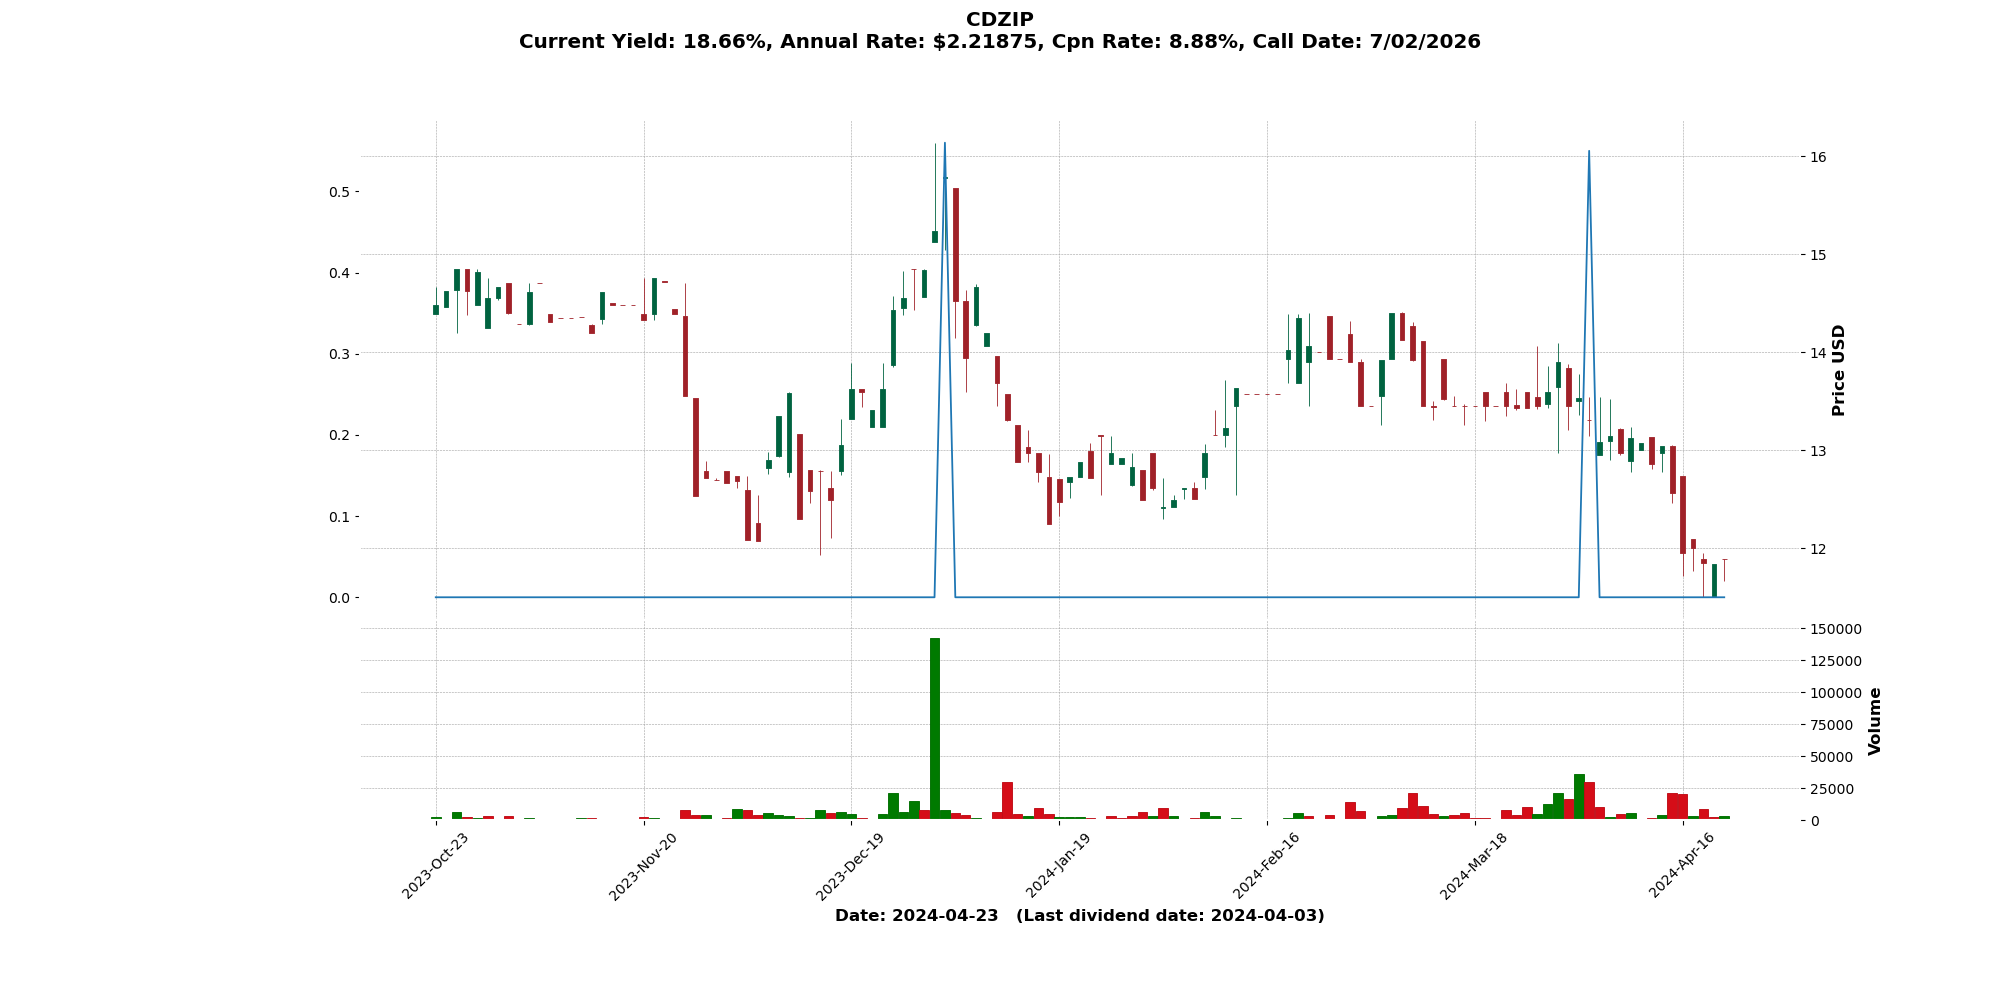 CDZIP
Current Yield: 18.66%, Annual Rate: $2.21875, Cpn Rate: 8.88%, Call Date: 7/02/2026
0.5
0.4
0.3
0.2
0.1
0.0
16
15
14
13
12
Price USD
150000
125000
100000
75000
50000
25000
0
Volume
2023-Oct-23
2023-Nov-20
2023-Dec-19
2024-Jan-19
2024-Feb-16
2024-Mar-18
2024-Apr-16
Date: 2024-04-23 (Last dividend date: 2024-04-03)